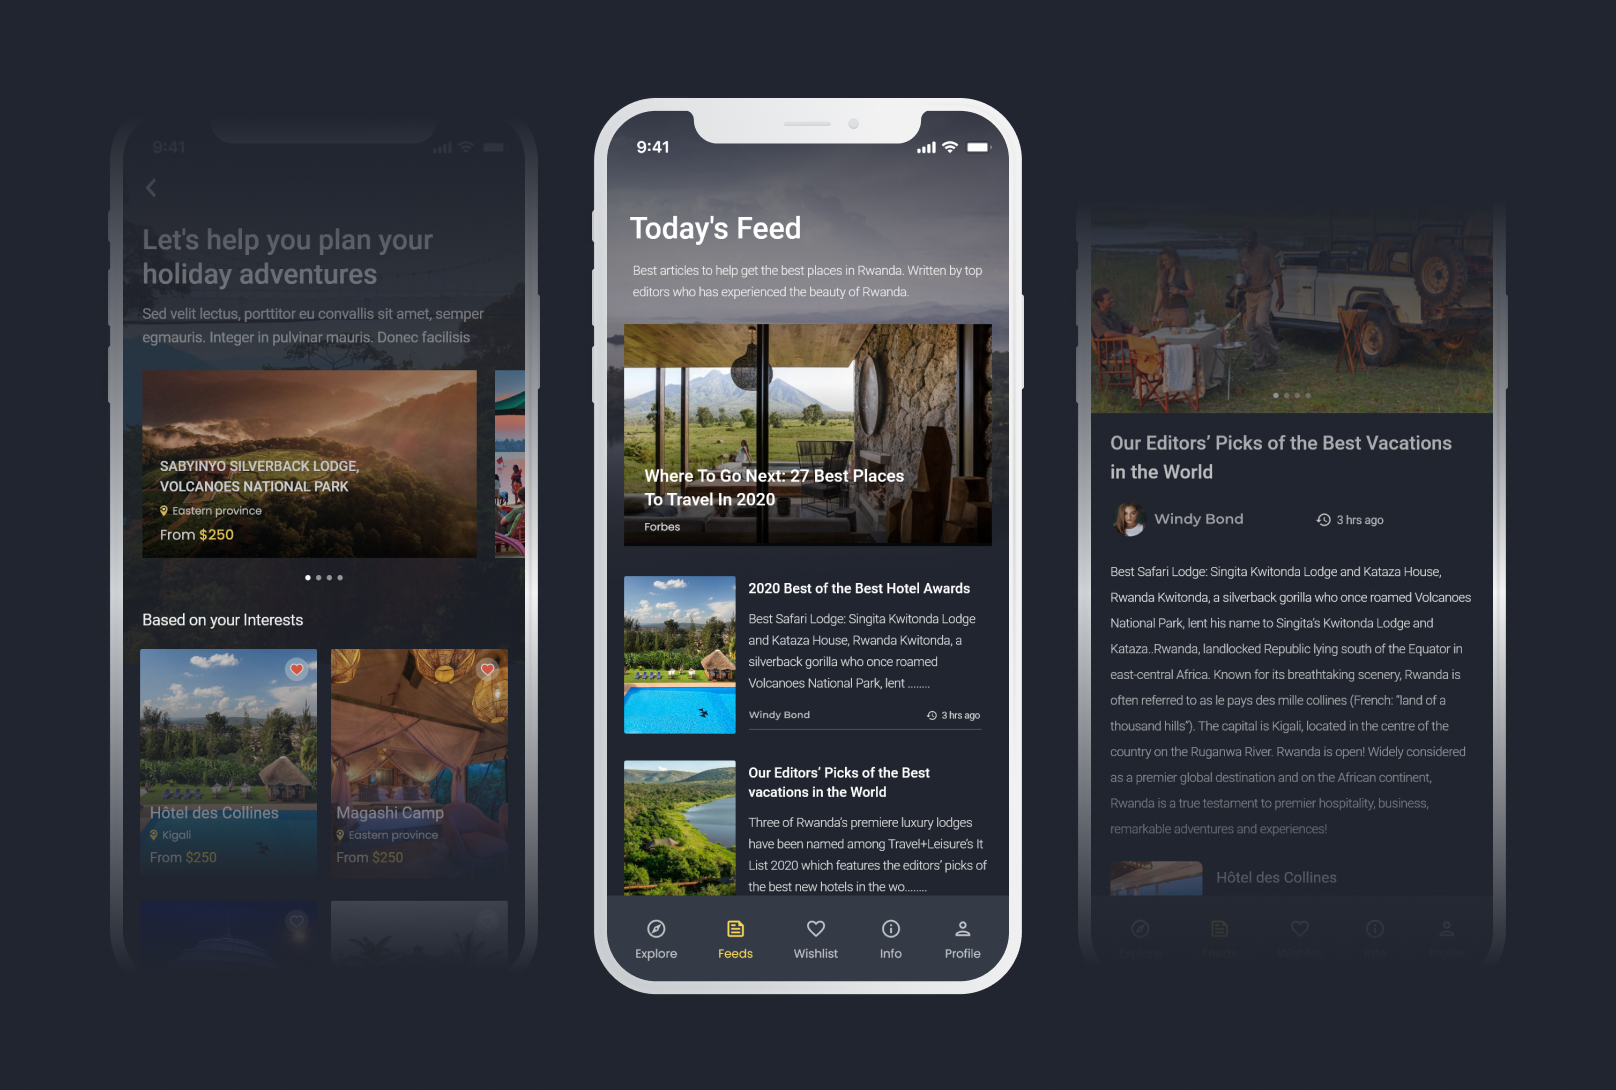 9:41
Let's help you plan your
holiday adventures
Sed velit lectus, porttitor eu convallis sit amet, semper
egmauris. Integer in pulvinar mauris. Donec facilisis
SABYINYO SILVERBACK LODGE,
VOLCANOES NATIONAL PARK
Eastern province
From $250
Based on your Interests
Hôtel des Collines
Kigali
From $250
Magashi Camp
Eastern province
From $250
9:41
Today's Feed
Best articles to help get the best places in Rwanda. Written by top
editors who has experienced the beauty of Rwanda.
Where To Go Next: 27 Best Places
To Travel In 2020
Forbes
2020 Best of the Best Hotel Awards
Best Safari Lodge: Singita Kwitonda Lodge
and Kataza House, Rwanda Kwitonda, a
silverback gorilla who once roamed
Volcanoes National Park, lent ........
Windy Bond
3 hrs ago
Our Editors’ Picks of the Best
vacations in the World
Three of Rwanda's premiere luxury lodges
have been named among Travel+Leisure's It
List 2020 which features the editors’ picks of
the best new hotels in the wo........
Explore
Feeds
Wishlist
Info
Profile
Our Editors’ Picks of the Best Vacations
in the World
Windy Bond
3 hrs ago
Best Safari Lodge: Singita Kwitonda Lodge and Kataza House,
Rwanda Kwitonda, a silverback gorilla who once roamed Volcanoes
National Park, lent his name to Singita's Kwitonda Lodge and
Kataza..Rwanda, landlocked Republic lying south of the Equator in
east-central Africa. Known for its breathtaking scenery, Rwanda is
often referred to as le pays des mille collines (French: “land of a
thousand hills”). The capital is Kigali, located in the centre of the
country on the Ruganwa River. Rwanda is open! Widely considered
as a premier global destination and on the African continent,
Rwanda is a true testament to premier hospitality, business,
remarkable adventures and experiences!
Hôtel des Collines
Explore
Feeds
Wishlist
Info
Profile